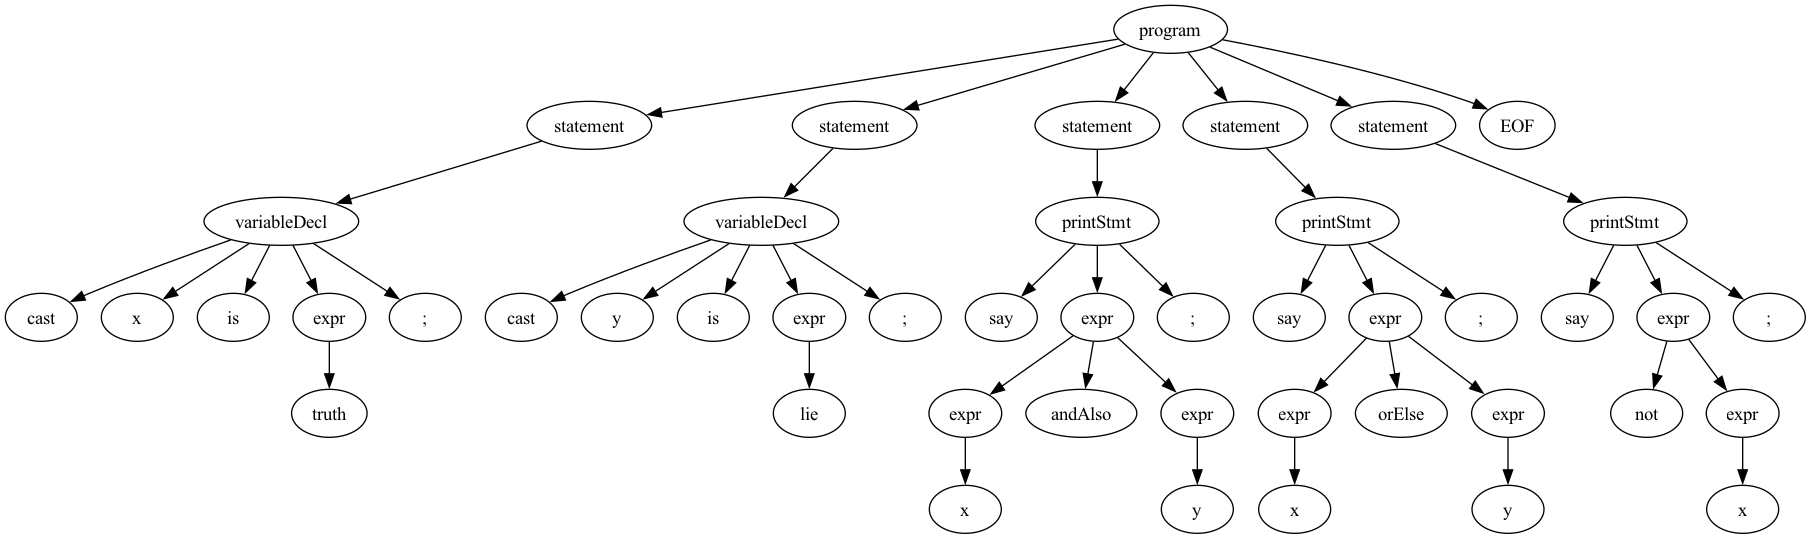 program
statement statement statement statement statement EOF
variableDecl variableDecl printStmt printStmt printStmt
cast x is expr ; cast y is expr ; say expr ; say expr ; say expr ;
truth lie expr andAlso expr expr orElse expr not expr
x y x y x